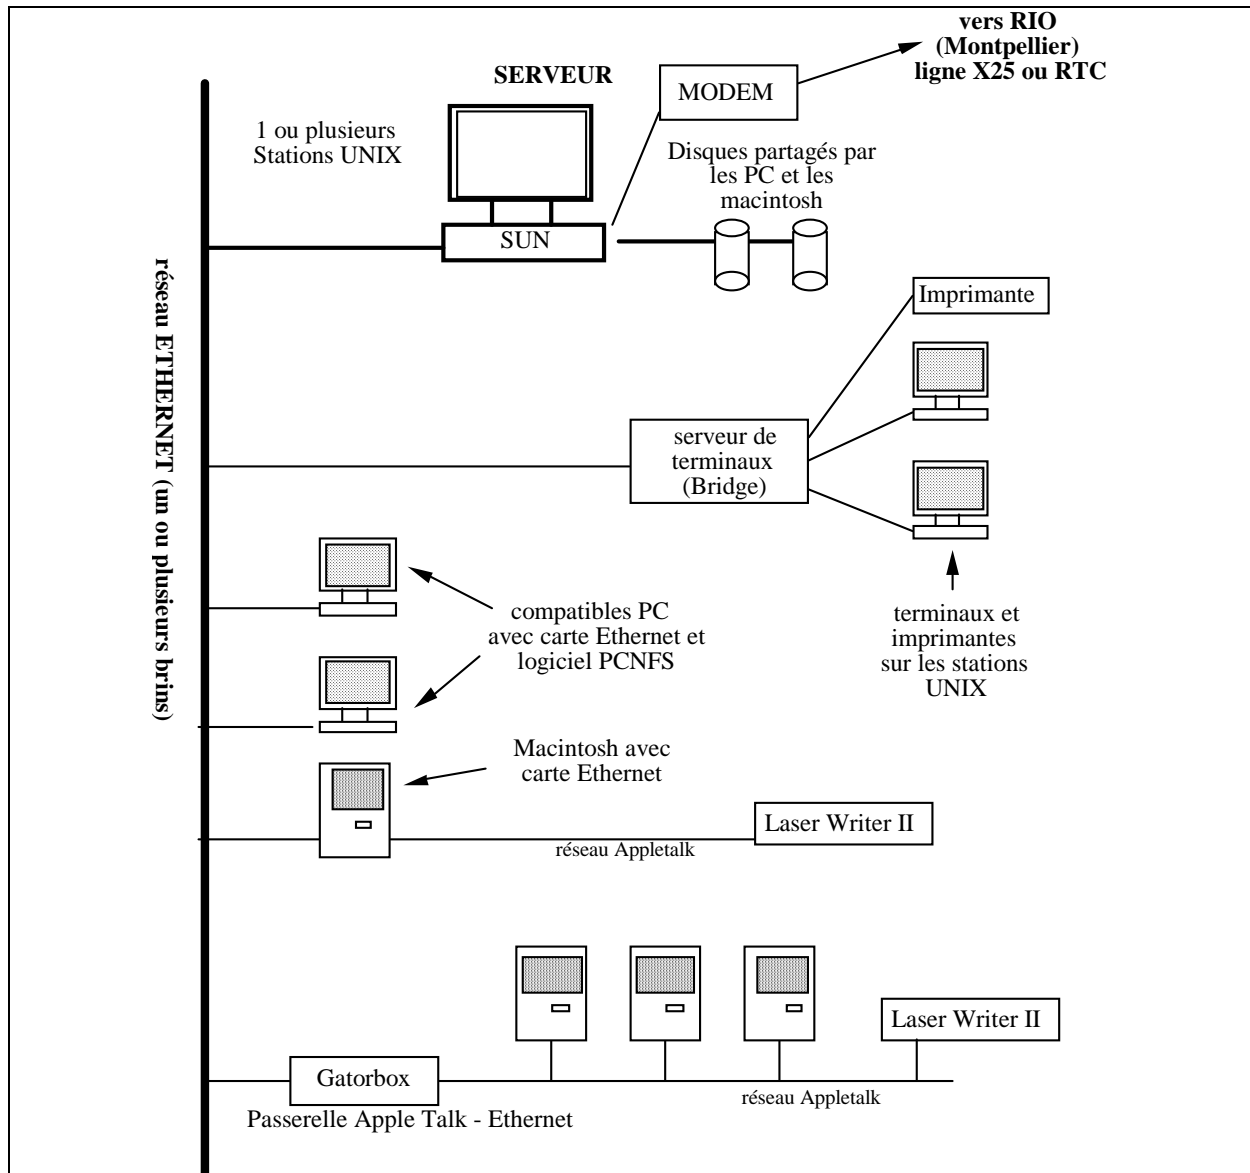 vers RIO
(Montpellier)
ligne X25 ou RTC
SERVEUR
MODEM
1 ou plusieurs
Stations UNIX
Disques partagés par
les PC et les
macintosh
SUN
réseau ETHERNET (un ou plusieurs brins)
Imprimante
serveur de
terminaux
(Bridge)
compatibles PC
avec carte Ethernet et
logiciel PCNFS
terminaux et
imprimantes
sur les stations
UNIX
Macintosh avec
carte Ethernet
Laser Writer II
réseau Appletalk
Laser Writer II
Gatorbox
réseau Appletalk
Passerelle Apple Talk - Ethernet